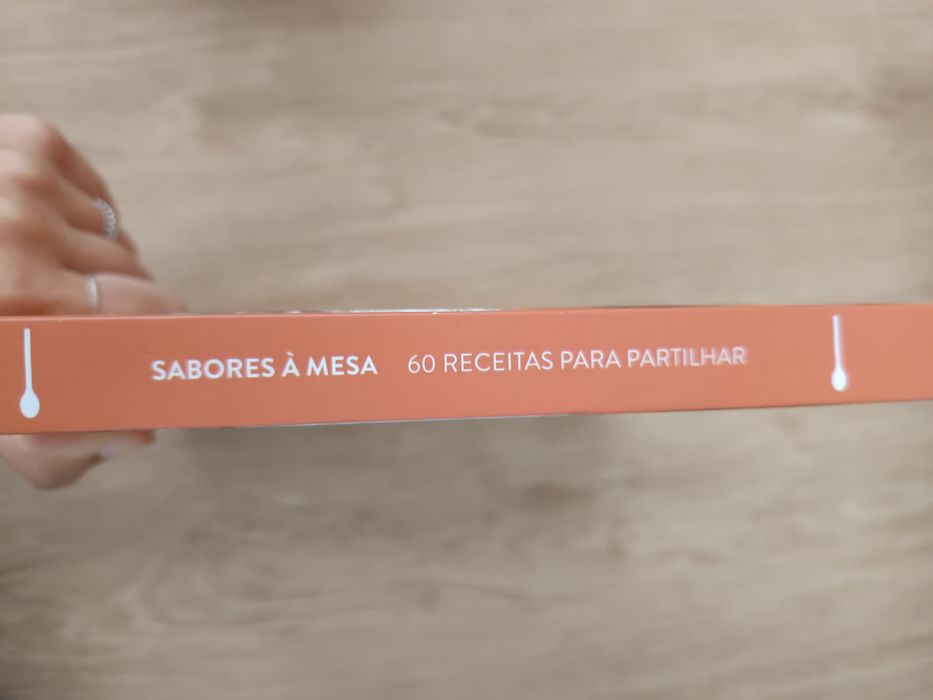 SABORES À MESA 60 RECEITAS PARA PARTILHAR